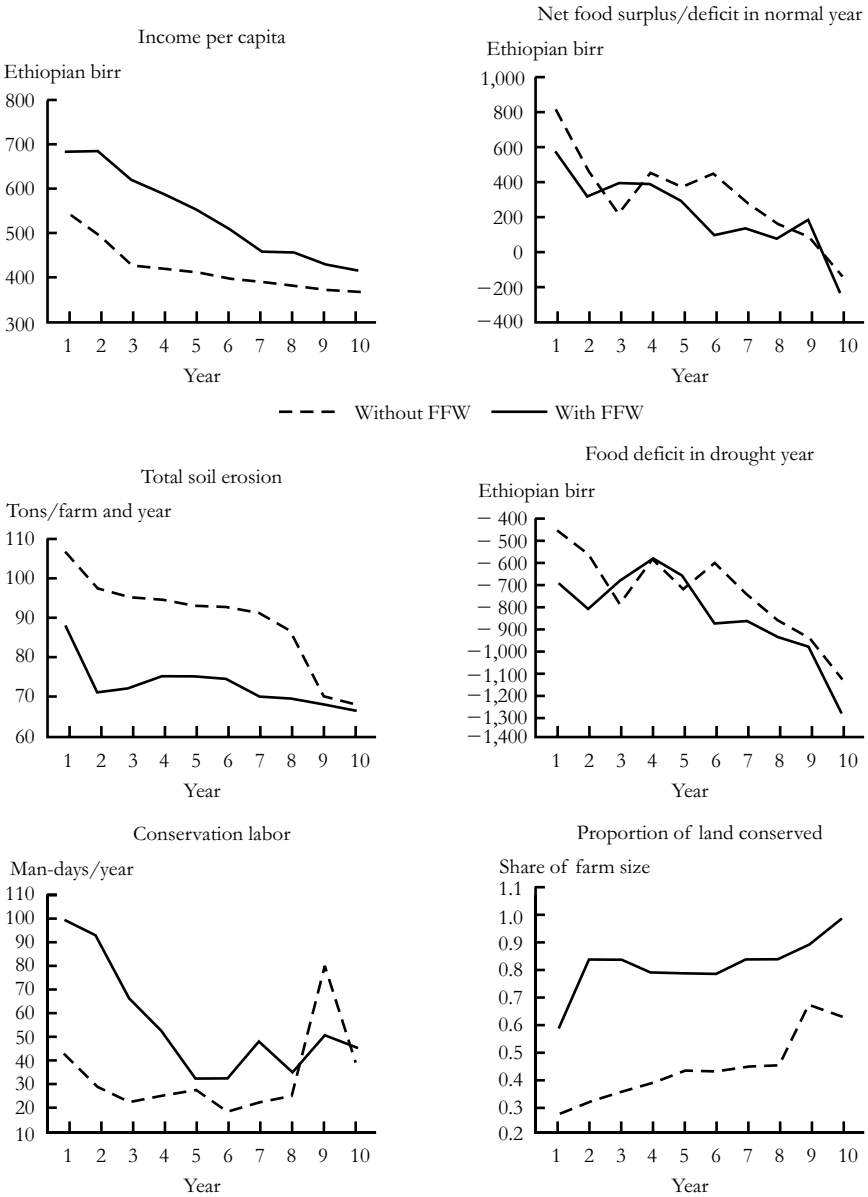 Income per capita
Ethiopian birr
800
700
600
500
400
300
1 2 3 4 5 6 7 8 9 10
Year
Net food surplus/deficit in normal year
Ethiopian birr
1,000
800
600
400
200
0
−200
−400
1 2 3 4 5 6 7 8 9 10
Year
Without FFW With FFW
Total soil erosion
Tons/farm and year
110
100
90
80
70
60
1 2 3 4 5 6 7 8 9 10
Year
Food deficit in drought year
Ethiopian birr
− 400
− 500
− 600
− 700
− 800
− 900
−1,000
−1,100
−1,200
−1,300
−1,400
1 2 3 4 5 6 7 8 9 10
Year
Conservation labor
Man-days/year
110
100
90
80
70
60
50
40
30
20
10
1 2 3 4 5 6 7 8 9 10
Year
Proportion of land conserved
Share of farm size
1.1
1.0
0.9
0.8
0.7
0.6
0.5
0.4
0.3
0.2
1 2 3 4 5 6 7 8 9 10
Year